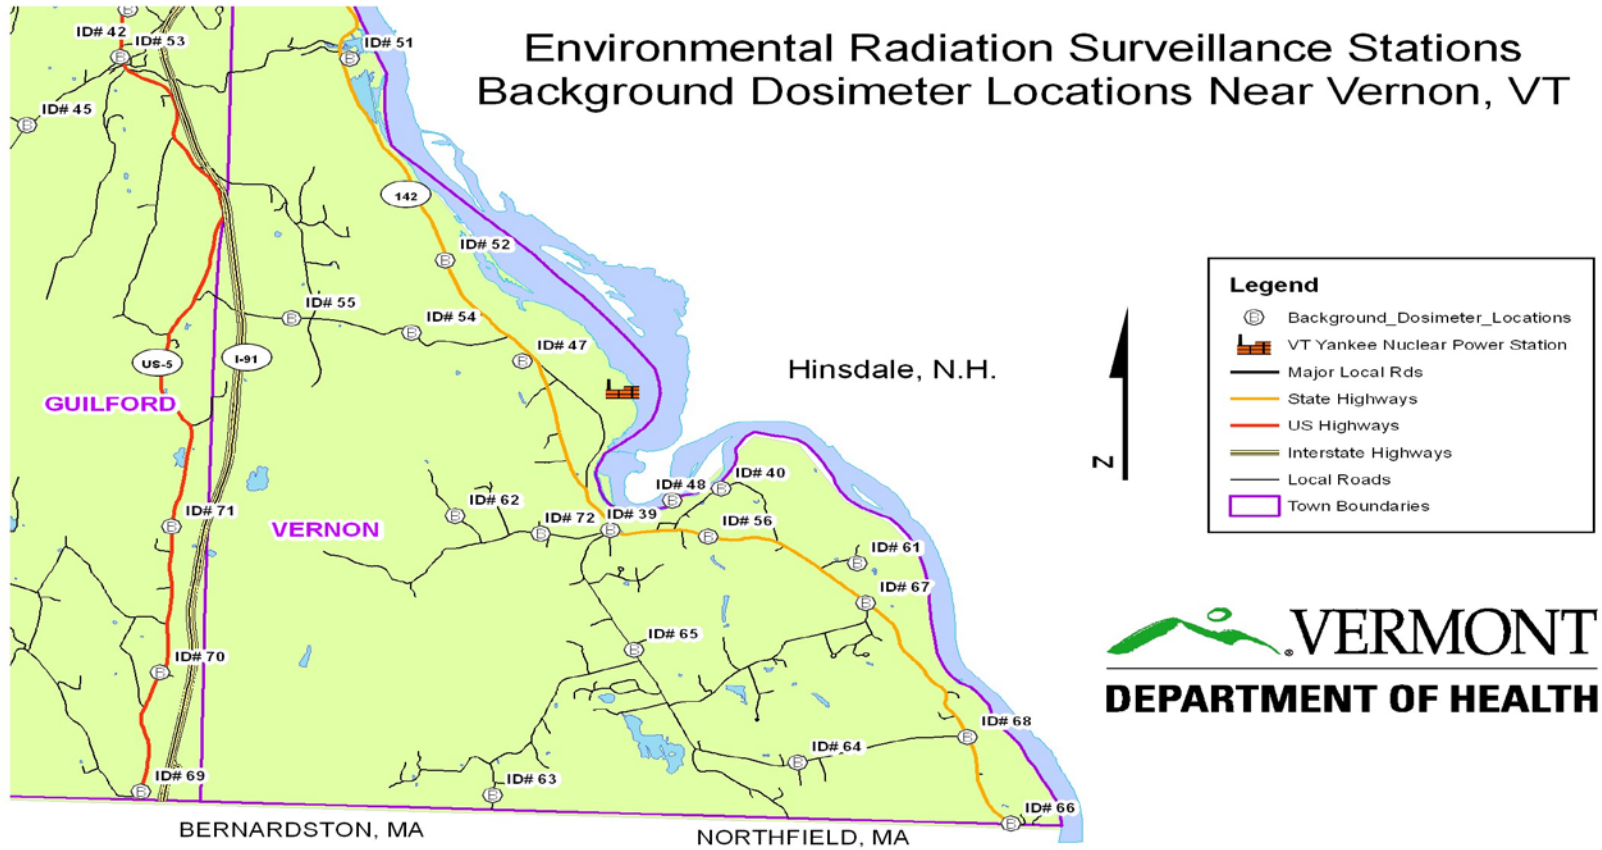 Environmental Radiation Surveillance Stations
Background Dosimeter Locations Near Vernon, VT
ID# 42
ID# 53
ID# 51
ID# 45
142
ID# 52
ID# 55
ID# 54
ID# 47
US-5
I-91
GUILFORD
Hinsdale, N.H.
ID# 40
ID# 48
ID# 62
ID# 71
ID# 72
ID# 39
ID# 56
VERNON
ID# 61
ID# 67
ID# 65
ID# 70
ID# 68
ID# 64
ID# 69
ID# 63
ID# 66
BERNARDSTON, MA
NORTHFIELD, MA
Legend
B Background_Dosimeter_Locations
VT Yankee Nuclear Power Station
Major Local Rds
State Highways
US Highways
Interstate Highways
Local Roads
Town Boundaries
N
VERMONT
DEPARTMENT OF HEALTH